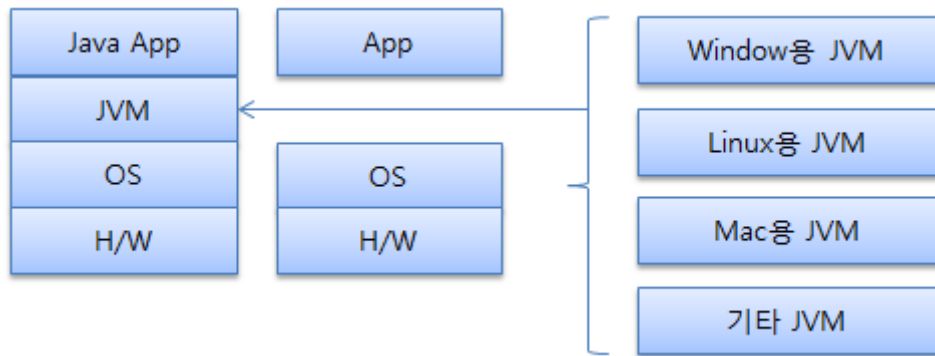 Java App
JVM
OS
H/W
App
OS
H/W
Window용 JVM
Linux용 JVM
Mac용 JVM
기타 JVM